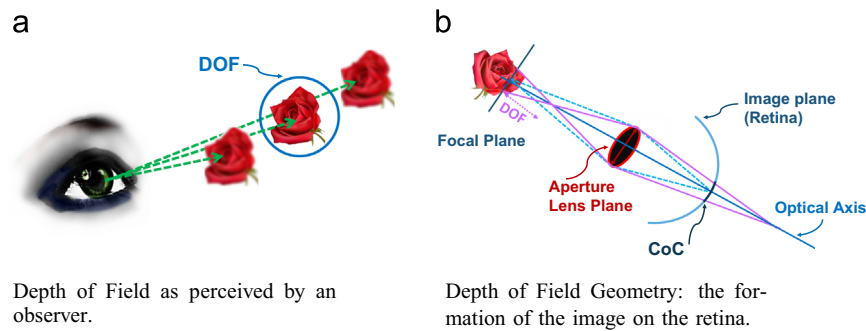 a
DOF
Depth of Field as perceived by an
observer.
b
DOF
Focal Plane
Image plane
(Retina)
Aperture
Lens Plane
Optical Axis
CoC
Depth of Field Geometry: the for-
mation of the image on the retina.